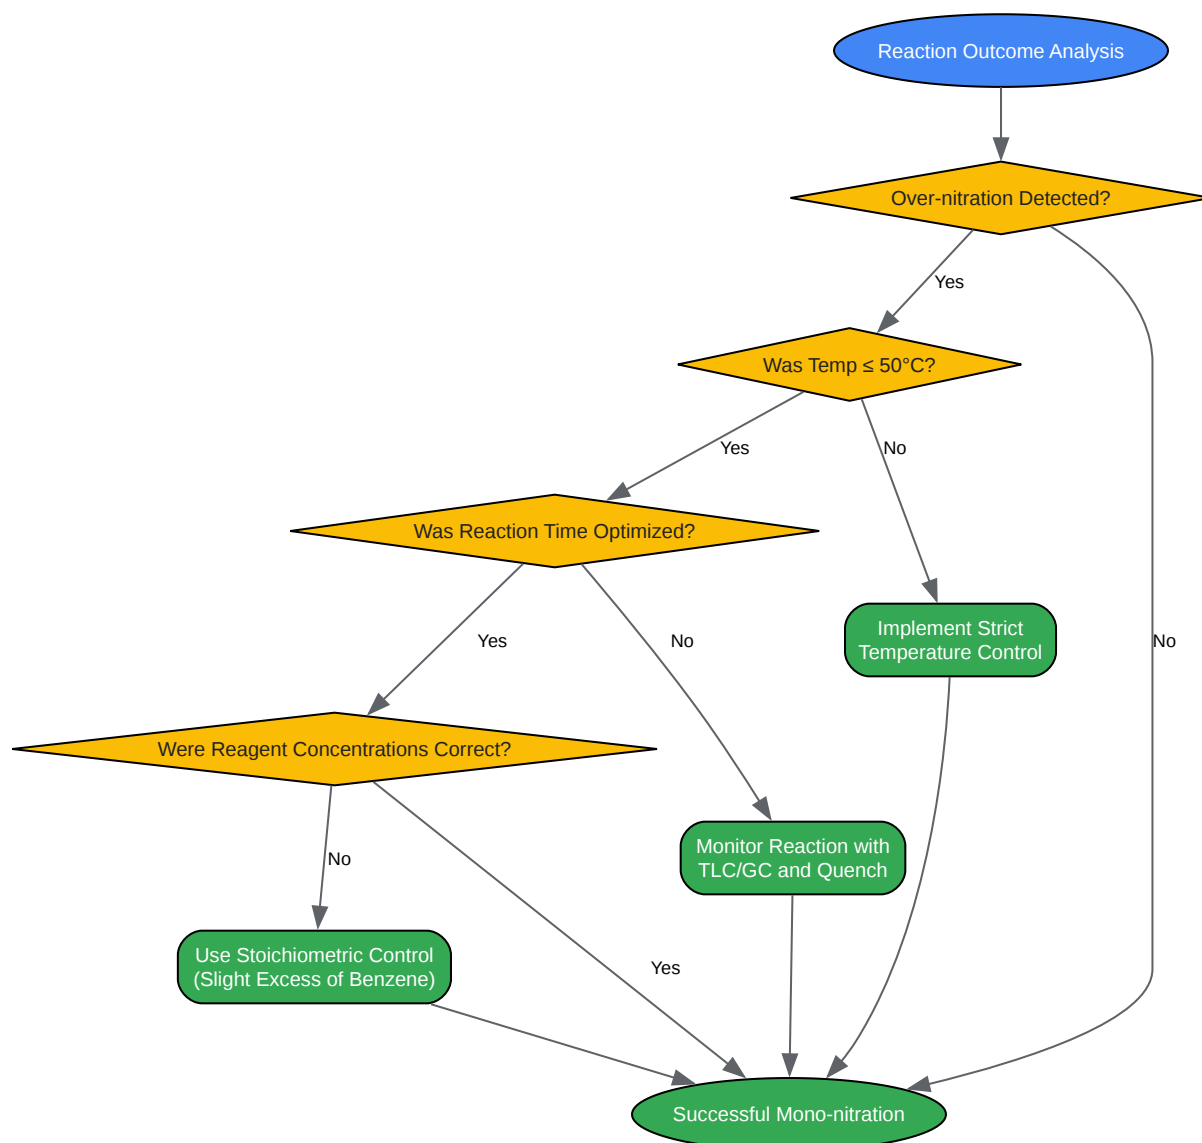 Reaction Outcome Analysis
Over-nitration Detected?
Yes
Was Temp ≤ 50°C?
Yes
No
Was Reaction Time Optimized?
Implement Strict
Temperature Control
Yes
No
No
Were Reagent Concentrations Correct?
Monitor Reaction with
TLC/GC and Quench
No
Use Stoichiometric Control
(Slight Excess of Benzene)
Yes
Successful Mono-nitration